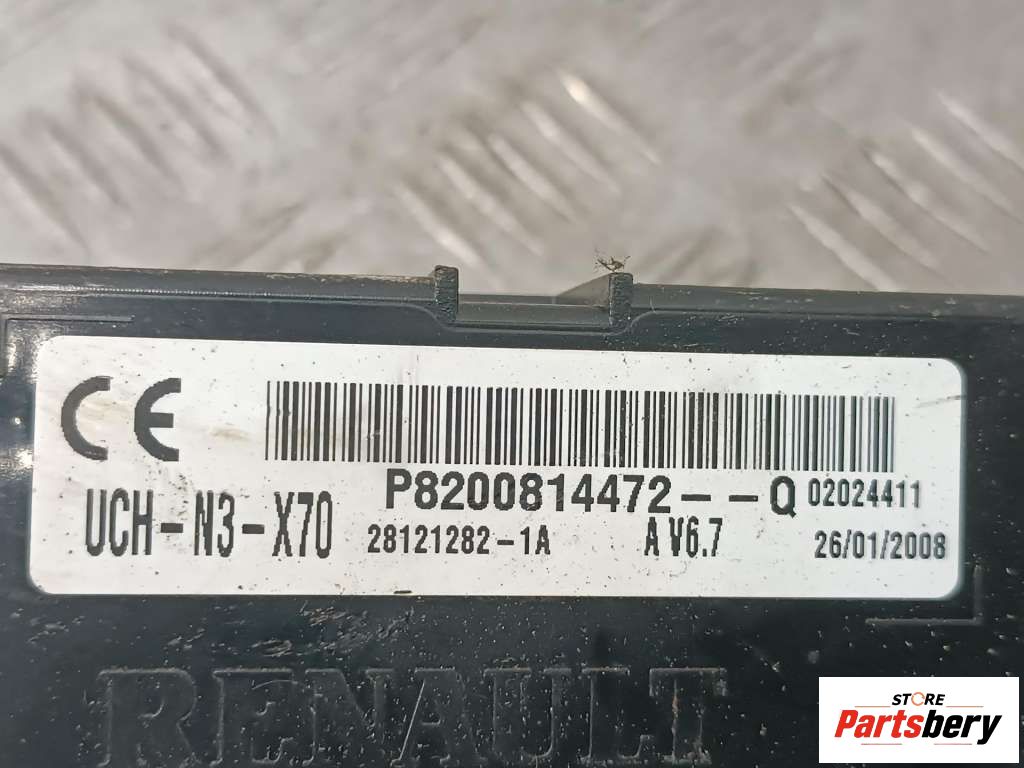 CE
P8200814472--Q 02024411
UCH-N3-X70 28121282-1A A V6.7 26/01/2008
RENAULT
STORE
Partsbery